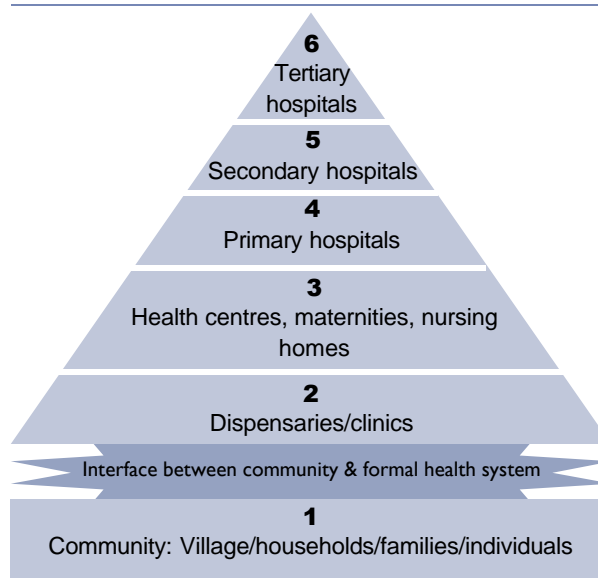 6
Tertiary
hospitals
5
Secondary hospitals
4
Primary hospitals
3
Health centres, maternities, nursing
homes
2
Dispensaries/clinics
Interface between community & formal health system
1
Community: Village/households/families/individuals